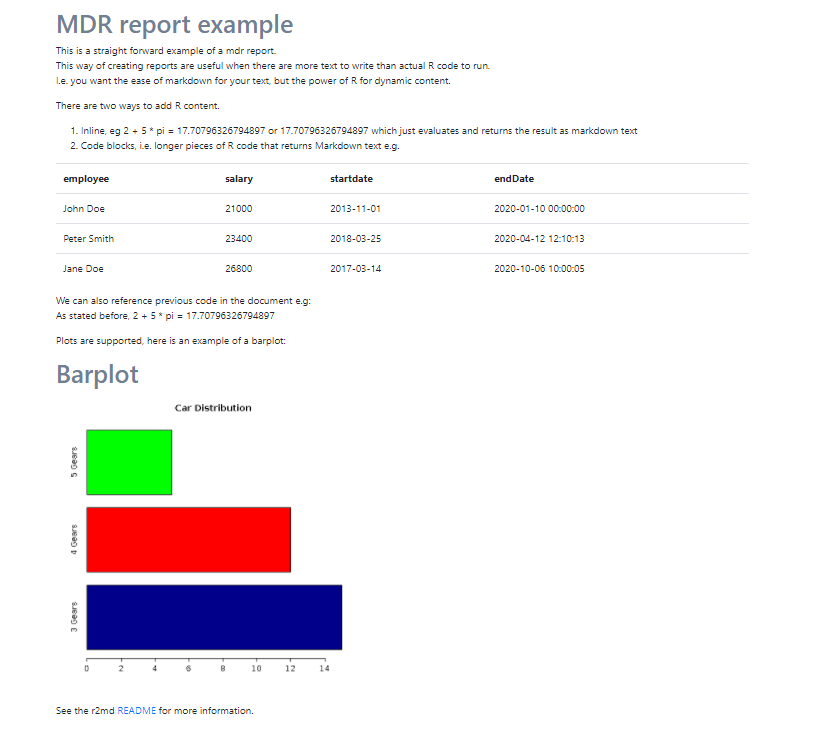 MDR report example
This is a straight forward example of a mdr report.
This way of creating reports are useful when there are more text to write than actual R code to run.
I.e. you want the ease of markdown for your text, but the power of R for dynamic content.
There are two ways to add R content.
1. Inline, eg 2 + 5 * pi = 17.70796326794897 or 17.70796326794897 which just evaluates and returns the result as markdown text
2. Code blocks, i.e. longer pieces of R code that returns Markdown text e.g.
employee salary startdate endDate
John Doe 21000 2013-11-01 2020-01-10 00:00:00
Peter Smith 23400 2018-03-25 2020-04-12 12:10:13
Jane Doe 26800 2017-03-14 2020-10-06 10:00:05
We can also reference previous code in the document e.g:
As stated before, 2 + 5 * pi = 17.70796326794897
Plots are supported, here is an example of a barplot:
Barplot
Car Distribution
5 Gears
4 Gears
3 Gears
0 2 4 6 8 10 12 14
See the r2md README for more information.